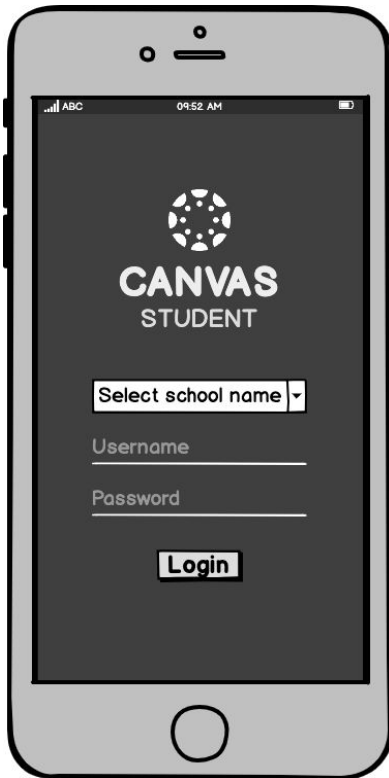 ABC 09:52 AM
CANVAS
STUDENT
Select school name
Username
Password
Login